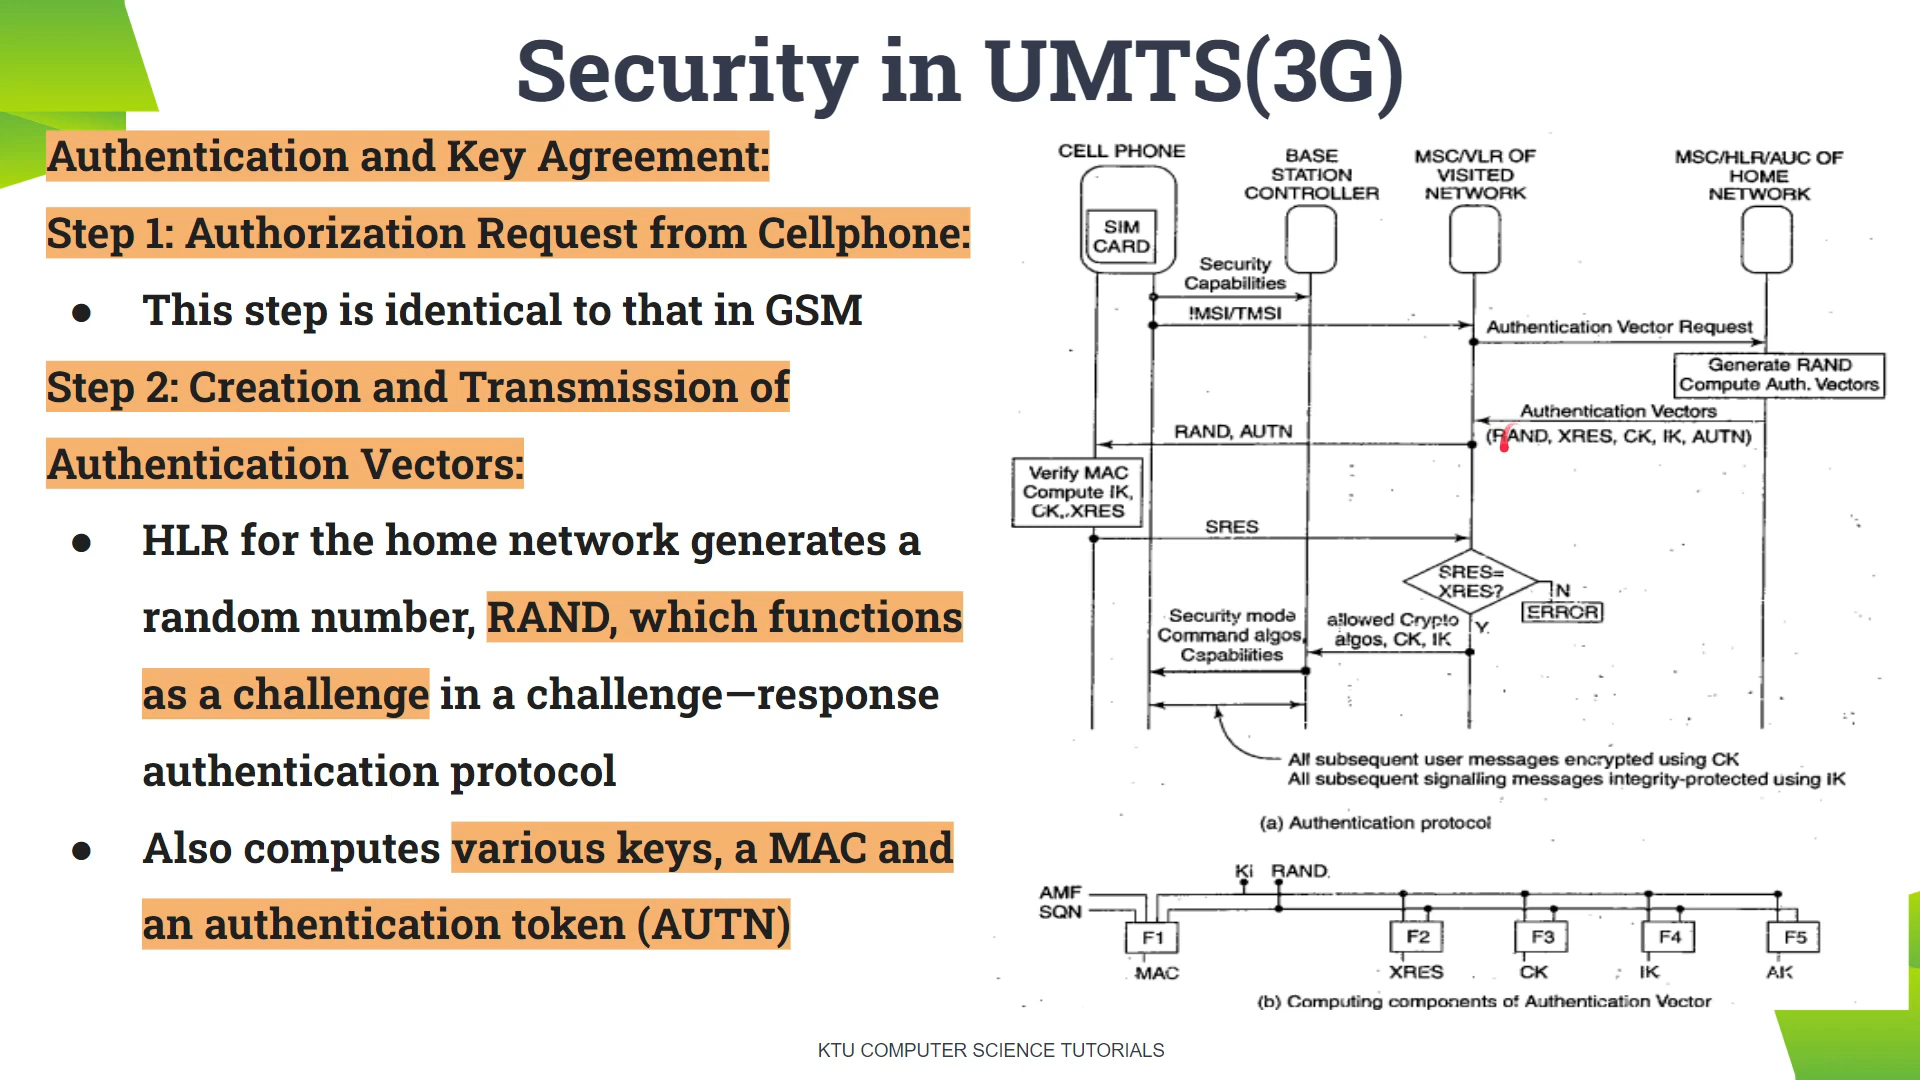 Security in UMTS(3G)
Authentication and Key Agreement:
Step 1: Authorization Request from Cellphone:
● This step is identical to that in GSM
Step 2: Creation and Transmission of
Authentication Vectors:
● HLR for the home network generates a
random number, RAND, which functions
as a challenge in a challenge—response
authentication protocol
● Also computes various keys, a MAC and
an authentication token (AUTN)
CELL PHONE
BASE
STATION
CONTROLLER
MSC/VLR OF
VISITED
NETWORK
MSC/HLR/AUC OF
HOME
NETWORK
SIM
CARD
Security
Capabilities
!MSI/TMSI
Authentication Vector Request
Generate RAND
Compute Auth. Vectors
Authentication Vectors
(RAND, XRES, CK, IK, AUTN)
RAND, AUTN
Verify MAC
Compute IK,
CK, XRES
SRES
SRES=
XRES?
N
ERROR
Y
Security mode
Command algos,
Capabilities
allowed Crypto
algos, CK, IK
All subsequent user messages encrypted using CK
All subsequent signalling messages integrity-protected using IK
(a) Authentication protocol
Ki RAND
AMF
SQN
F1 F2 F3 F4 F5
MAC XRES CK IK AK
(b) Computing components of Authentication Vector
KTU COMPUTER SCIENCE TUTORIALS